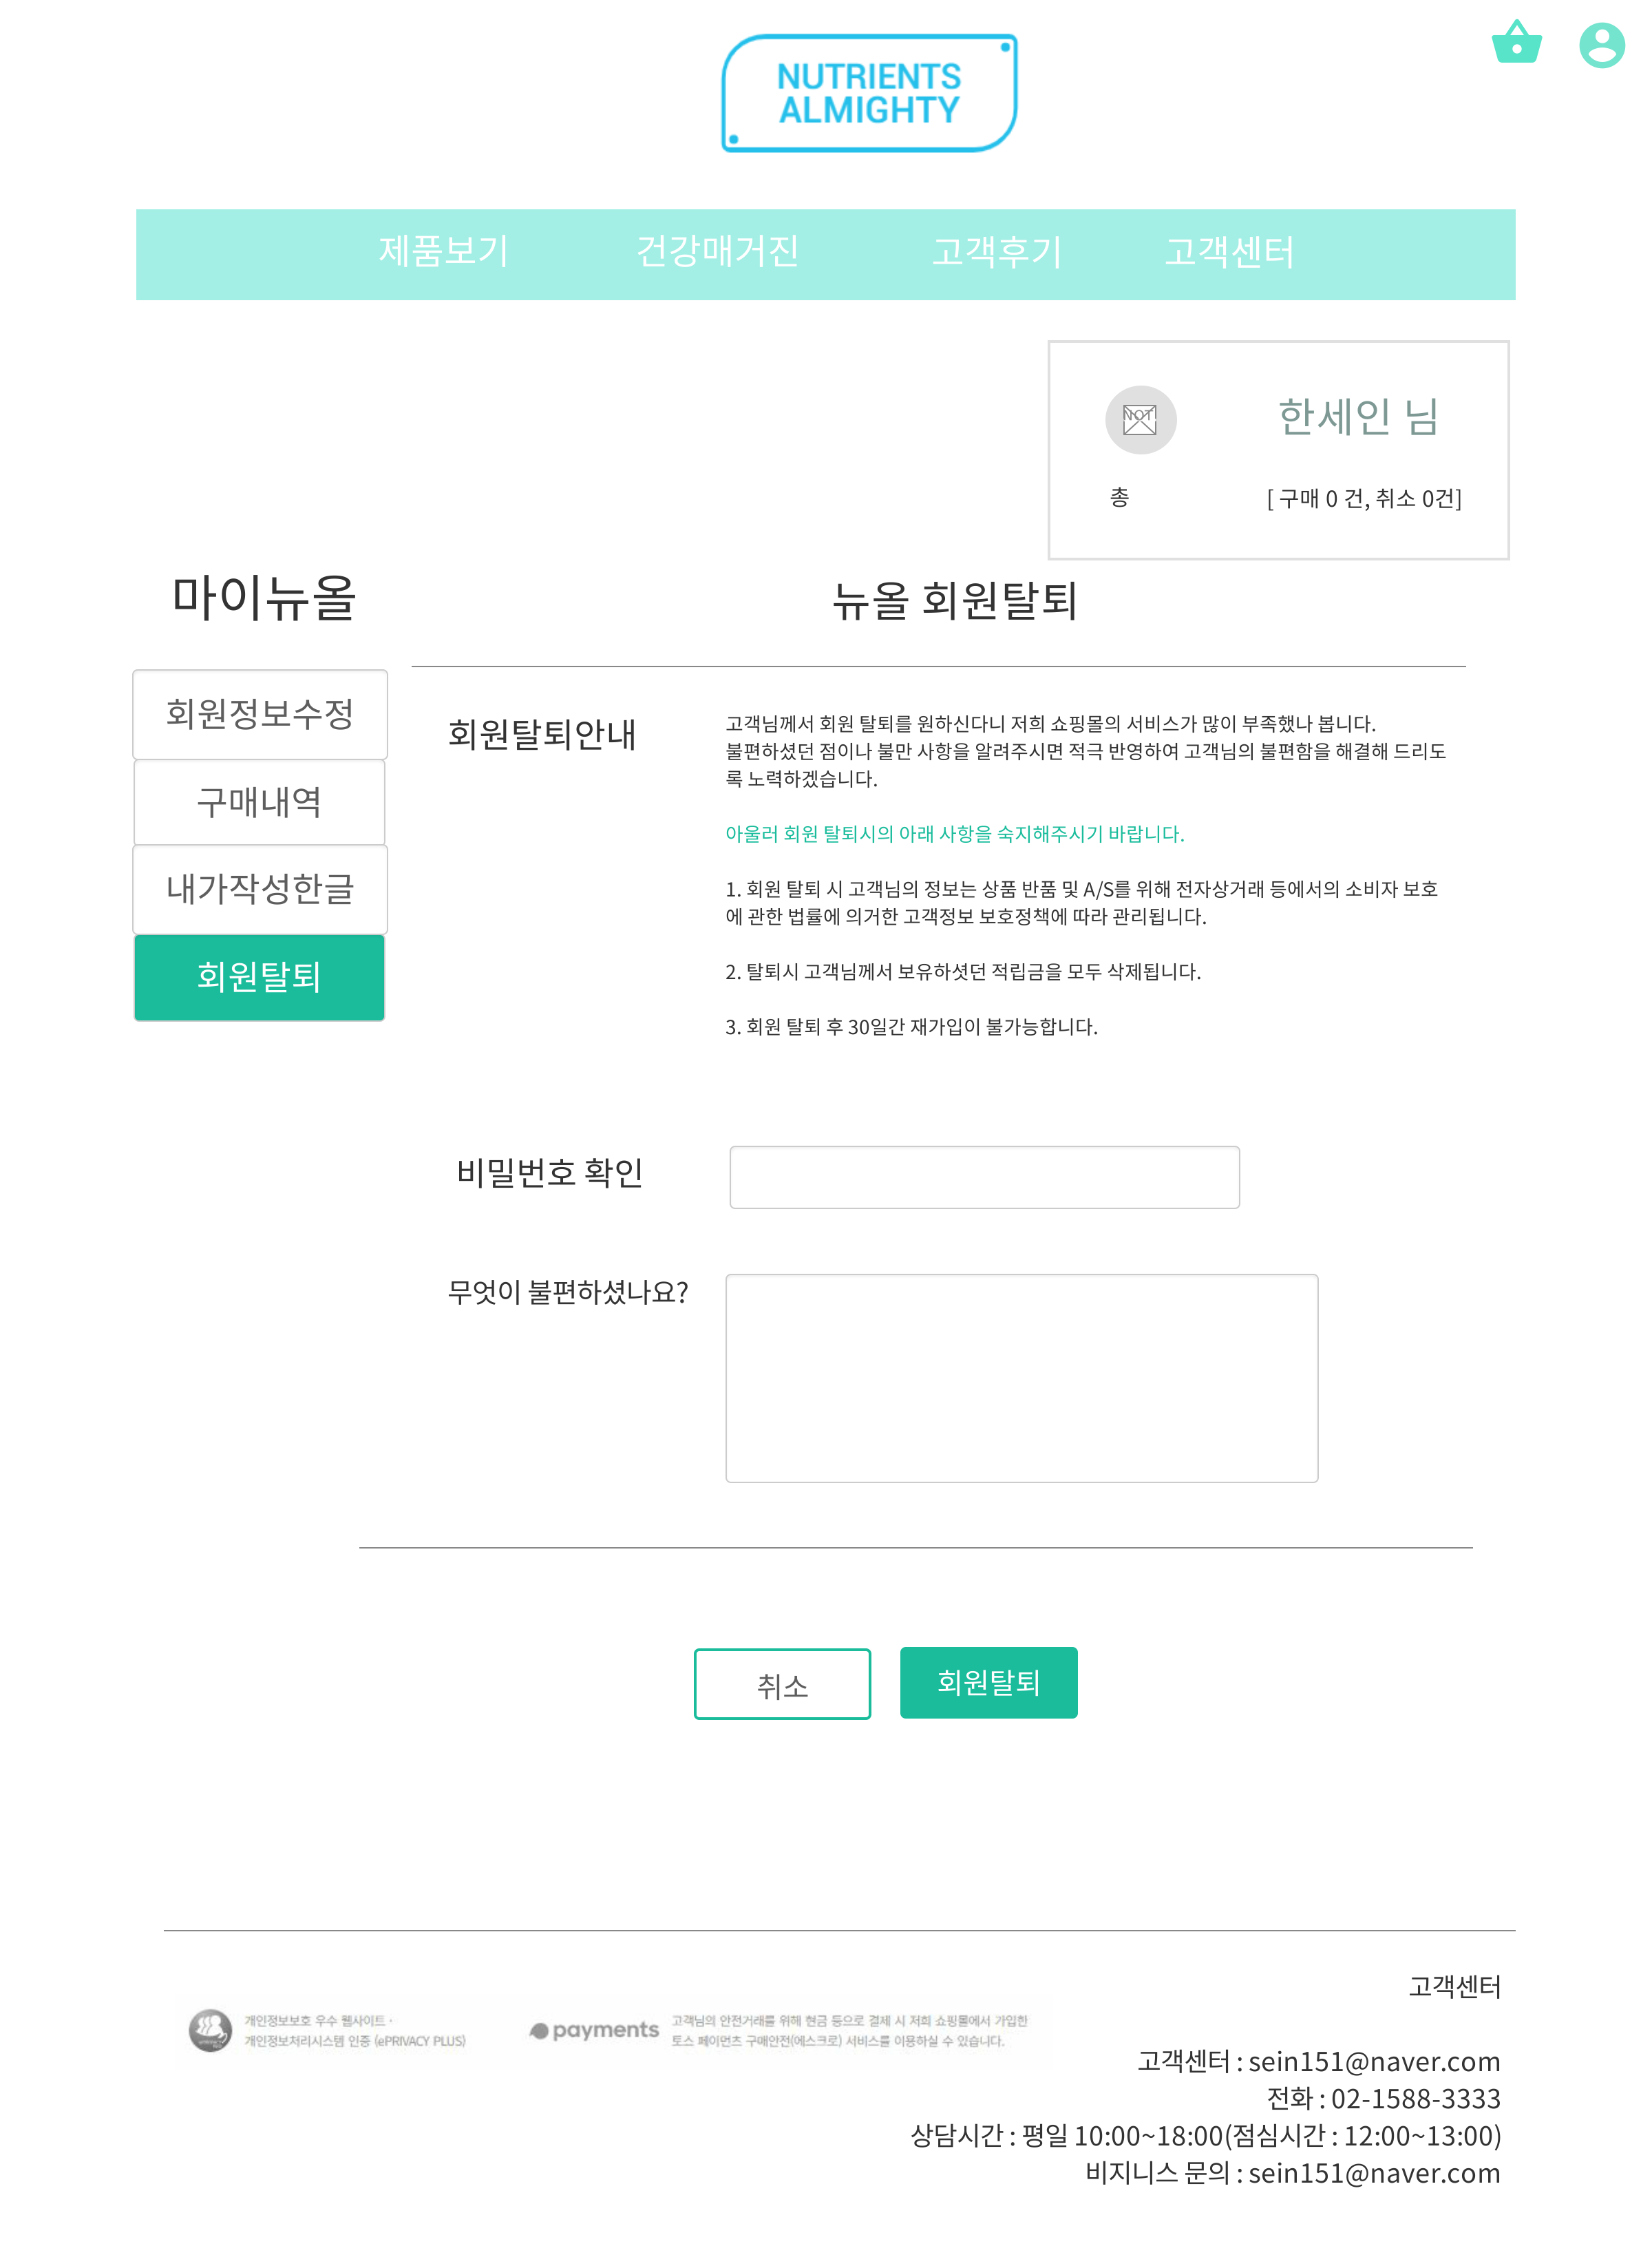 NUTRIENTS
ALMIGHTY
제품보기 건강매거진 고객후기 고객센터
NOT
한세인 님
총 [ 구매 0 건, 취소 0건]
마이뉴올
뉴올 회원탈퇴
회원정보수정
구매내역
내가작성한글
회원탈퇴
회원탈퇴안내
고객님께서 회원 탈퇴를 원하신다니 저희 쇼핑몰의 서비스가 많이 부족했나 봅니다.
불편하셨던 점이나 불만 사항을 알려주시면 적극 반영하여 고객님의 불편함을 해결해 드리도
록 노력하겠습니다.
아울러 회원 탈퇴시의 아래 사항을 숙지해주시기 바랍니다.
1. 회원 탈퇴 시 고객님의 정보는 상품 반품 및 A/S를 위해 전자상거래 등에서의 소비자 보호
에 관한 법률에 의거한 고객정보 보호정책에 따라 관리됩니다.
2. 탈퇴시 고객님께서 보유하셧던 적립금을 모두 삭제됩니다.
3. 회원 탈퇴 후 30일간 재가입이 불가능합니다.
비밀번호 확인
무엇이 불편하셨나요?
취소
회원탈퇴
개인정보보호 우수 웹사이트 ·
개인정보처리시스템 인증 (ePRIVACY PLUS)
payments
고객님의 안전거래를 위해 현금 등으로 결제 시 저희 쇼핑몰에서 가입한
토스 페이먼츠 구매안전(에스크로) 서비스를 이용하실 수 있습니다.
고객센터
고객센터 : sein151@naver.com
전화 : 02-1588-3333
상담시간 : 평일 10:00~18:00(점심시간 : 12:00~13:00)
비지니스 문의 : sein151@naver.com